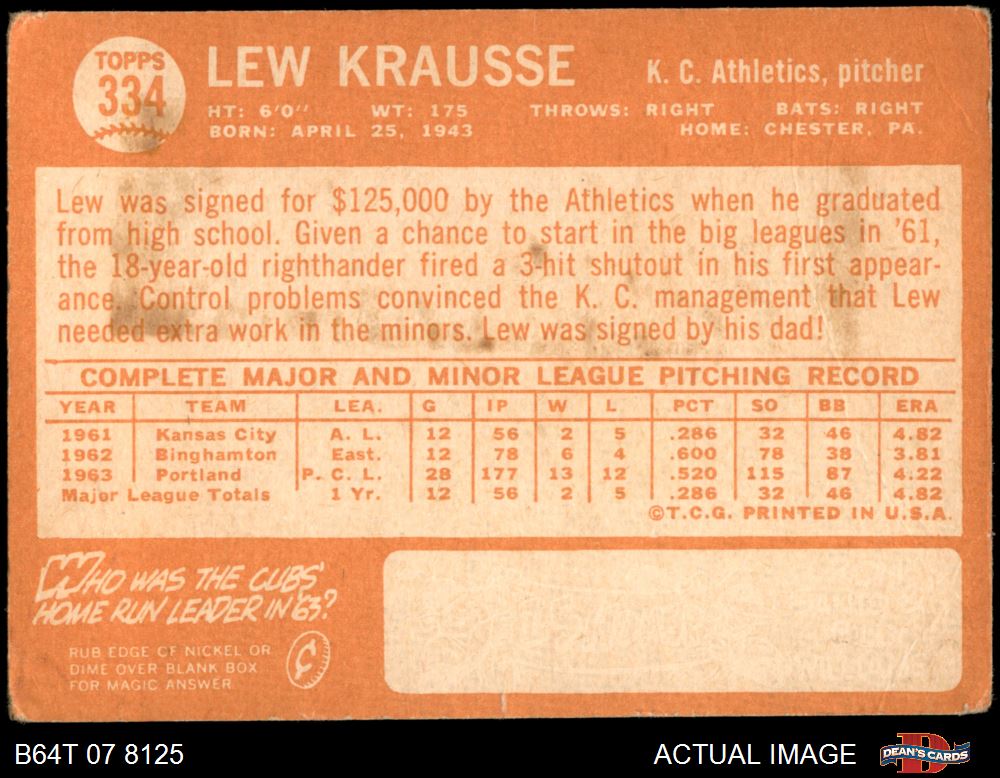 TOPPS
334
LEW KRAUSSE
K. C. Athletics, pitcher
HT: 6'0" WT: 175 THROWS: RIGHT BATS: RIGHT
BORN: APRIL 25, 1943 HOME: CHESTER, PA.
Lew was signed for $125,000 by the Athletics when he graduated
from high school. Given a chance to start in the big leagues in '61,
the 18-year-old righthander fired a 3-hit shutout in his first appear-
ance. Control problems convinced the K. C. management that Lew
needed extra work in the minors. Lew was signed by his dad!
COMPLETE MAJOR AND MINOR LEAGUE PITCHING RECORD
YEAR TEAM LEA. G IP W L PCT SO BB ERA
1961 Kansas City A. L. 12 56 2 5 .286 32 46 4.82
1962 Binghamton East. 12 78 6 4 .600 78 38 3.81
1963 Portland P. C. L. 28 177 13 12 .520 115 87 4.22
Major League Totals 1 Yr. 12 56 2 5 .286 32 46 4.82
©T.C.G. PRINTED IN U.S.A.
WHO WAS THE CUBS'
HOME RUN LEADER IN '63?
RUB EDGE OF NICKEL OR
DIME OVER BLANK BOX
FOR MAGIC ANSWER
¢
B64T 07 8125
ACTUAL IMAGE
DEAN'S CARDS